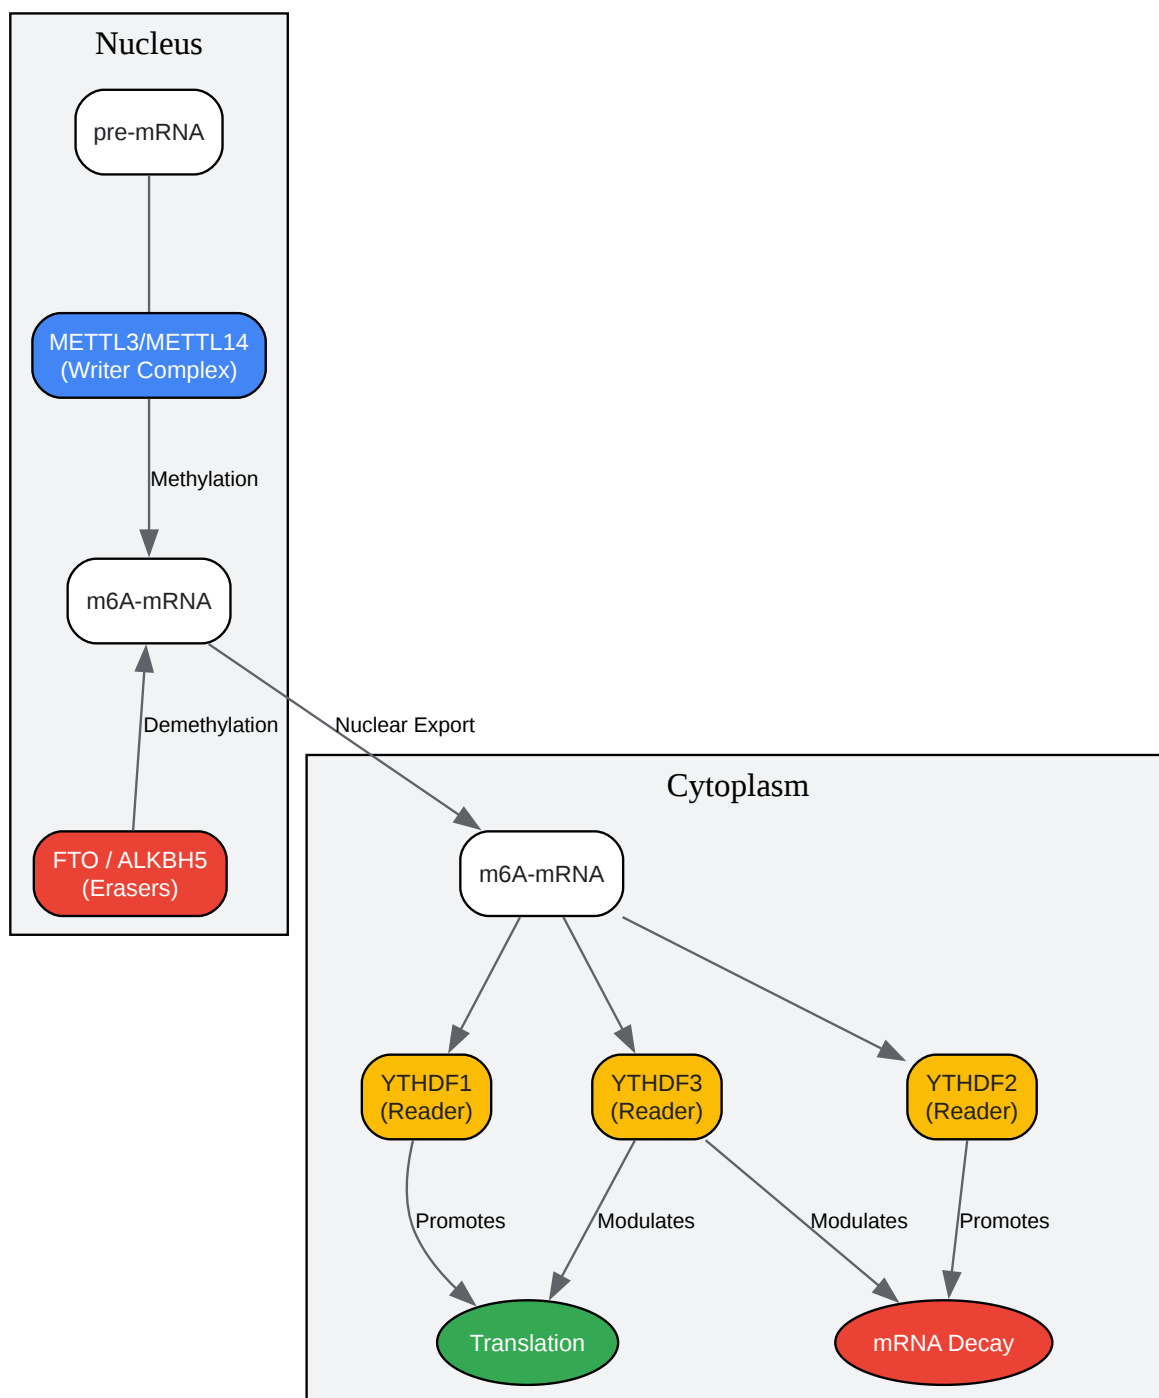 Nucleus
pre-mRNA
METTL3/METTL14
(Writer Complex)
Methylation
m6A-mRNA
Demethylation
Nuclear Export
FTO / ALKBH5
(Erasers)
Cytoplasm
m6A-mRNA
YTHDF1
(Reader)
YTHDF3
(Reader)
YTHDF2
(Reader)
Promotes
Modulates
Modulates
Promotes
Translation
mRNA Decay